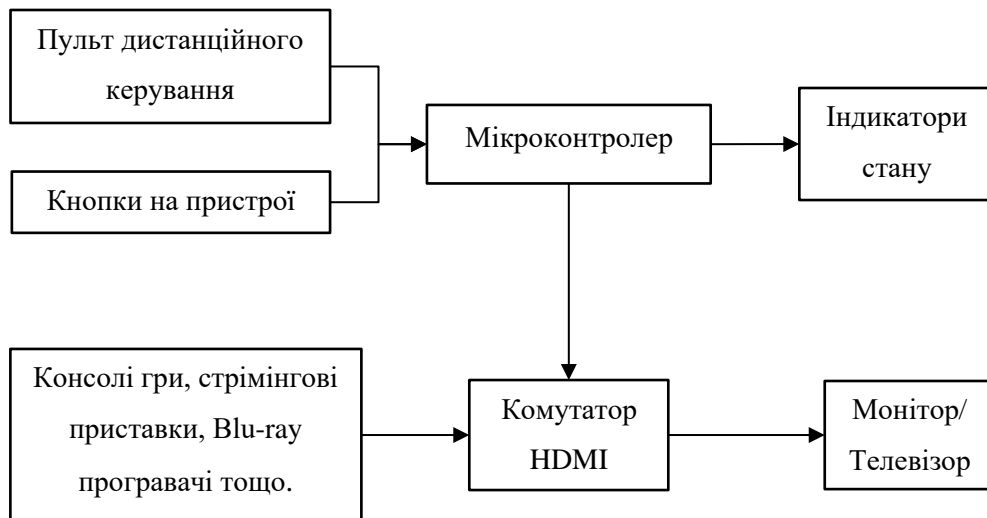 Пульт дистанційного
керування
Кнопки на пристрої
Мікроконтролер
Індикатори
стану
Консолі гри, стрімінгові
приставки, Blu-ray
програвачі тощо.
Комутатор
HDMI
Монітор/
Телевізор